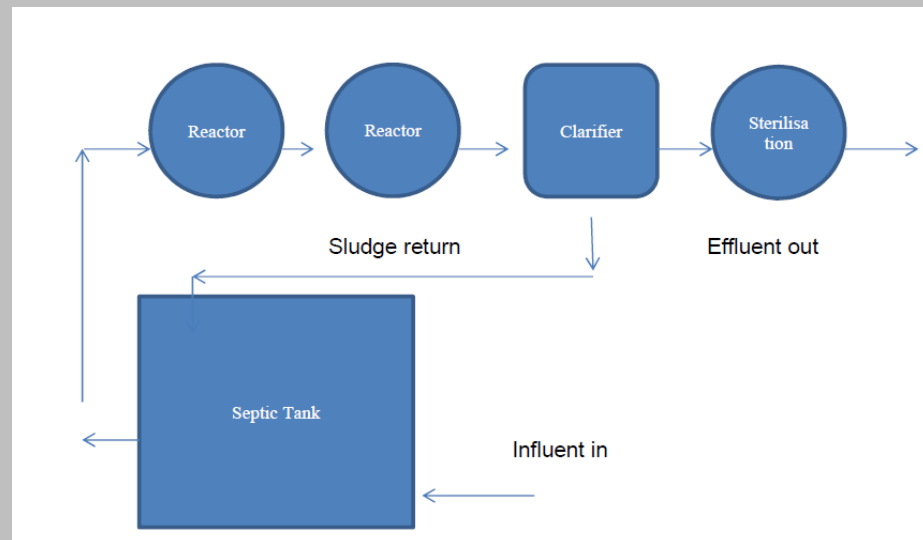 Reactor
Reactor
Clarifier
Sterilisa
tion
Sludge return
Effluent out
Septic Tank
Influent in